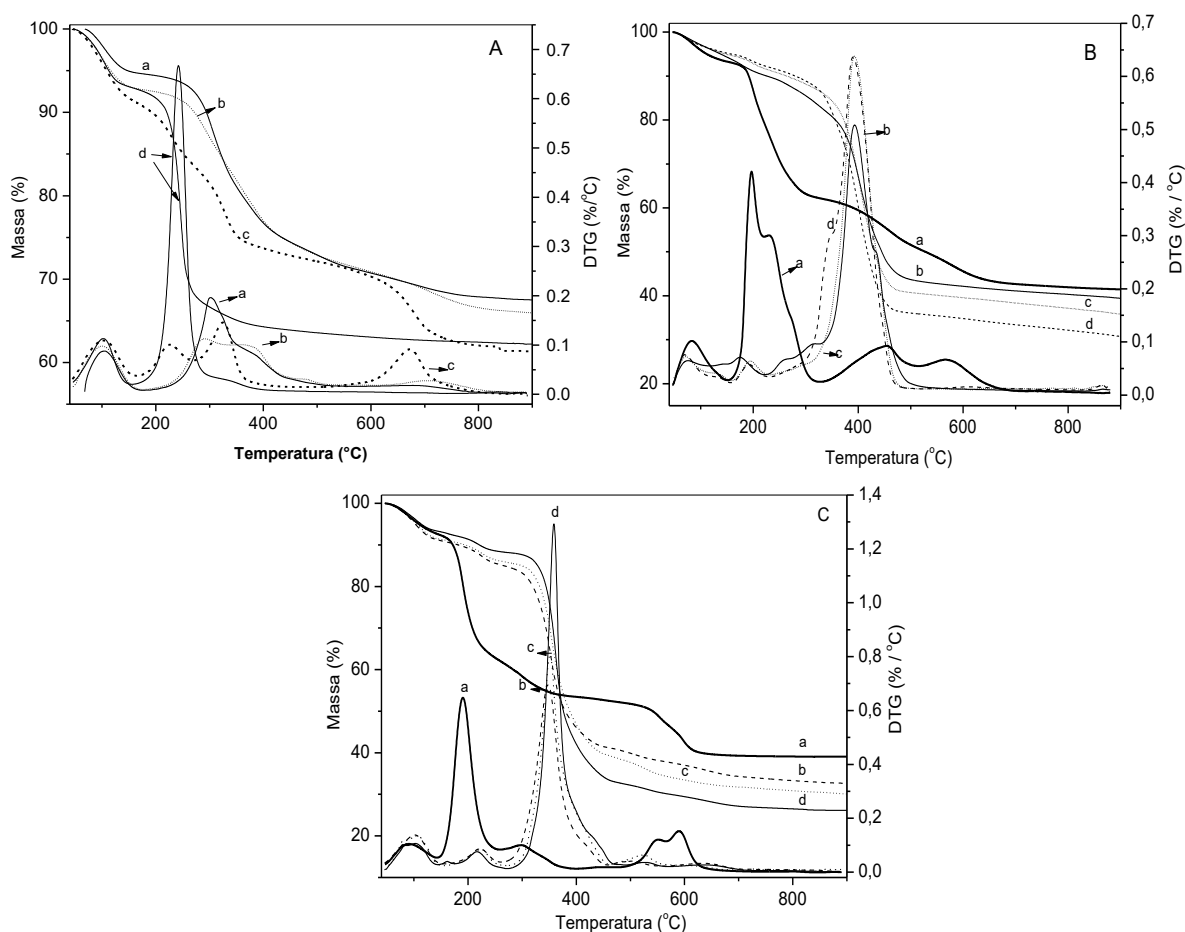 A
Massa (%)
100
90
80
70
60
200
400
600
800
Temperatura (°C)
0.7
0.6
0.5
0.4
0.3
0.2
0.1
0.0
DTG (%/°C)
a
b
d
c
a
b
c
B
Massa (%)
100
80
60
40
20
200
400
600
800
Temperatura (°C)
0,7
0,6
0,5
0,4
0,3
0,2
0,1
0,0
DTG (% / °C)
b
d
a
a
b
c
d
c
C
Massa (%)
100
80
60
40
20
200
400
600
800
Temperatura (°C)
1,4
1,2
1,0
0,8
0,6
0,4
0,2
0,0
DTG (% / °C)
d
c
a
b
a
b
c
d